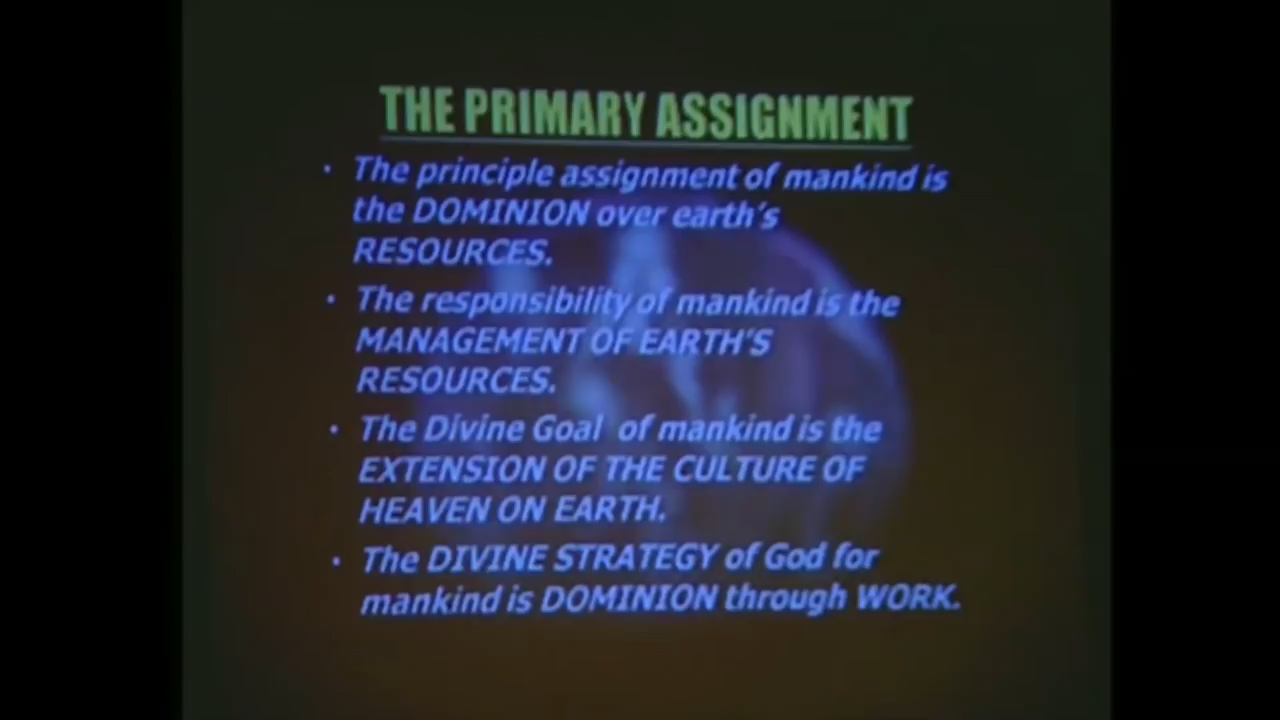 THE PRIMARY ASSIGNMENT
• The principle assignment of mankind is
the DOMINION over earth's
RESOURCES.
• The responsibility of mankind is the
MANAGEMENT OF EARTH'S
RESOURCES.
• The Divine Goal of mankind is the
EXTENSION OF THE CULTURE OF
HEAVEN ON EARTH.
• The DIVINE STRATEGY of God for
mankind is DOMINION through WORK.